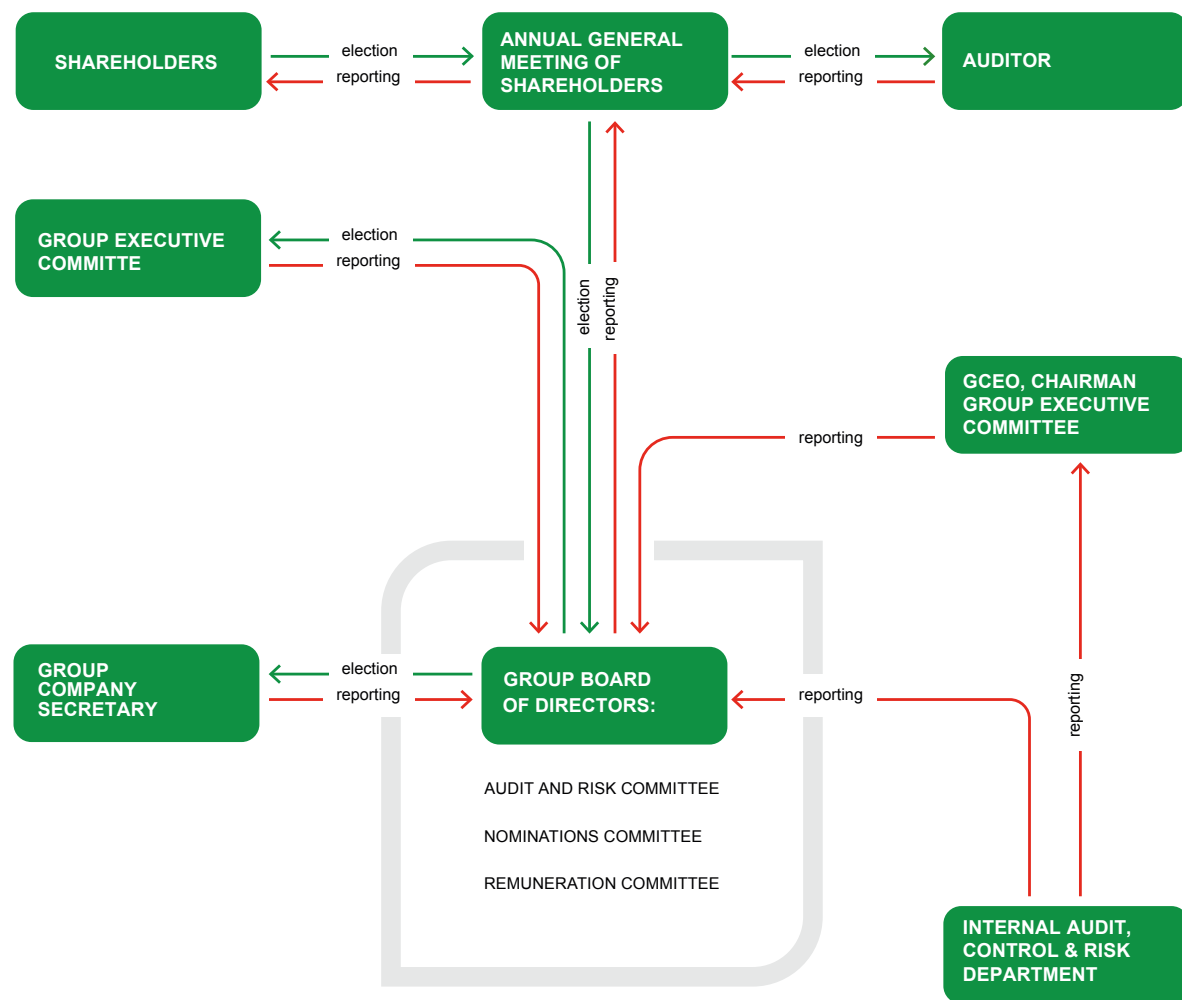 SHAREHOLDERS
election
reporting
ANNUAL GENERAL
MEETING OF
SHAREHOLDERS
election
reporting
AUDITOR
GROUP EXECUTIVE
COMMITTE
election
reporting
election
reporting
GCEO, CHAIRMAN
GROUP EXECUTIVE
COMMITTEE
reporting
GROUP
COMPANY
SECRETARY
election
reporting
GROUP BOARD
OF DIRECTORS:
reporting
reporting
AUDIT AND RISK COMMITTEE
NOMINATIONS COMMITTEE
REMUNERATION COMMITTEE
INTERNAL AUDIT,
CONTROL & RISK
DEPARTMENT